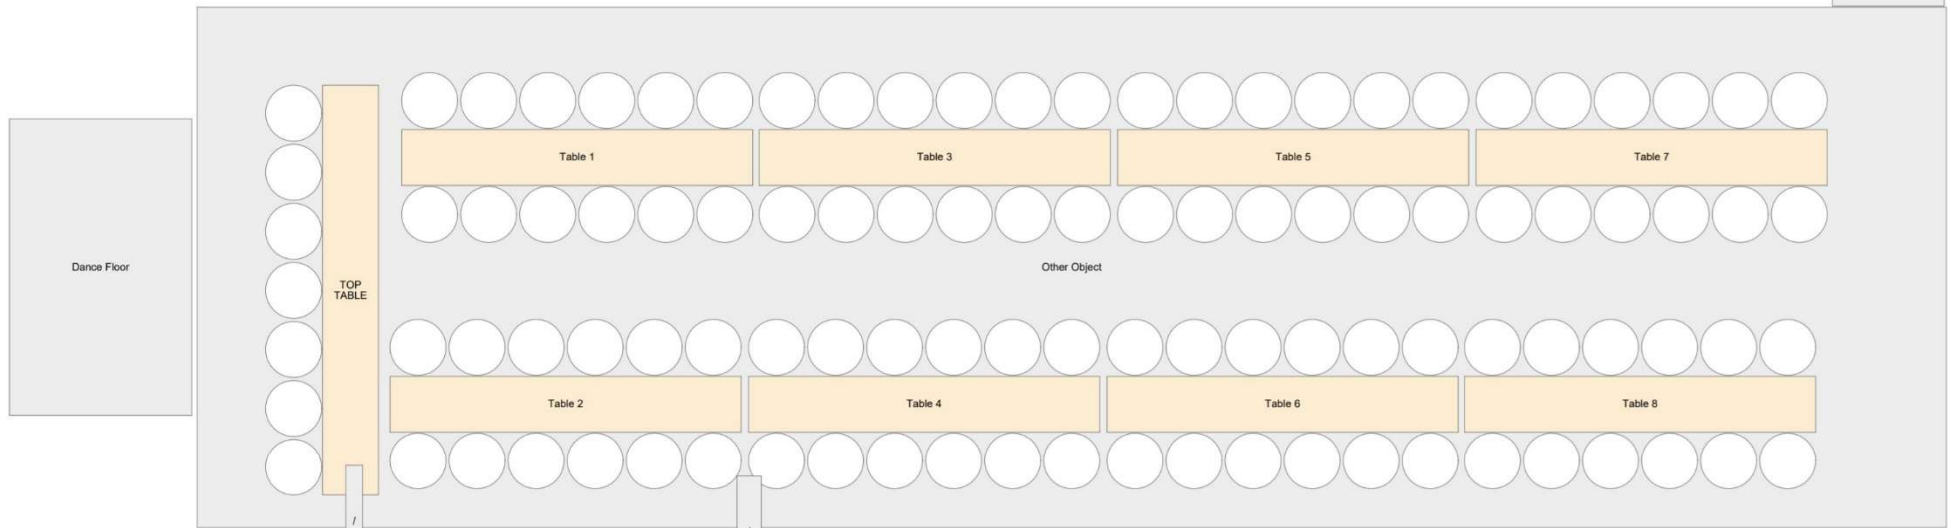 Table 1
Table 3
Table 5
Table 7
Dance Floor
Other Object
TOP
TABLE
Table 2
Table 4
Table 6
Table 8
/